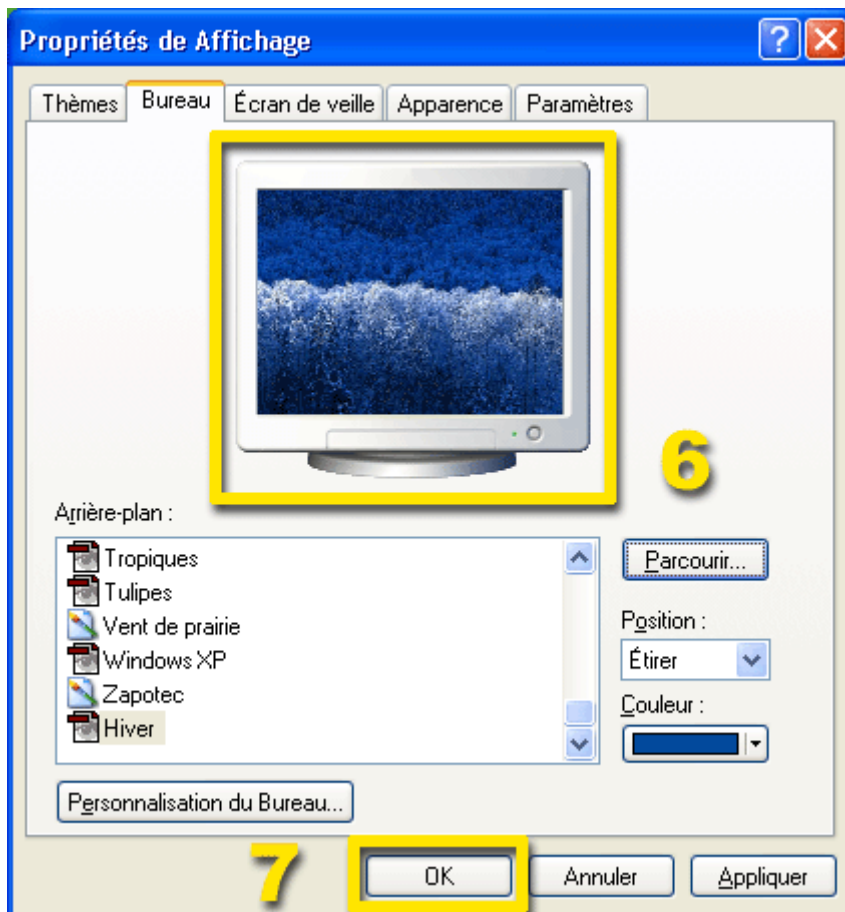 Propriétés de Affichage
Thèmes Bureau Écran de veille Apparence Paramètres
6
Arrière-plan :
Tropiques
Tulipes
Vent de prairie
Windows XP
Zapotec
Hiver
Parcourir...
Position :
Étirer
Couleur :
Personnalisation du Bureau...
7
OK Annuler Appliquer